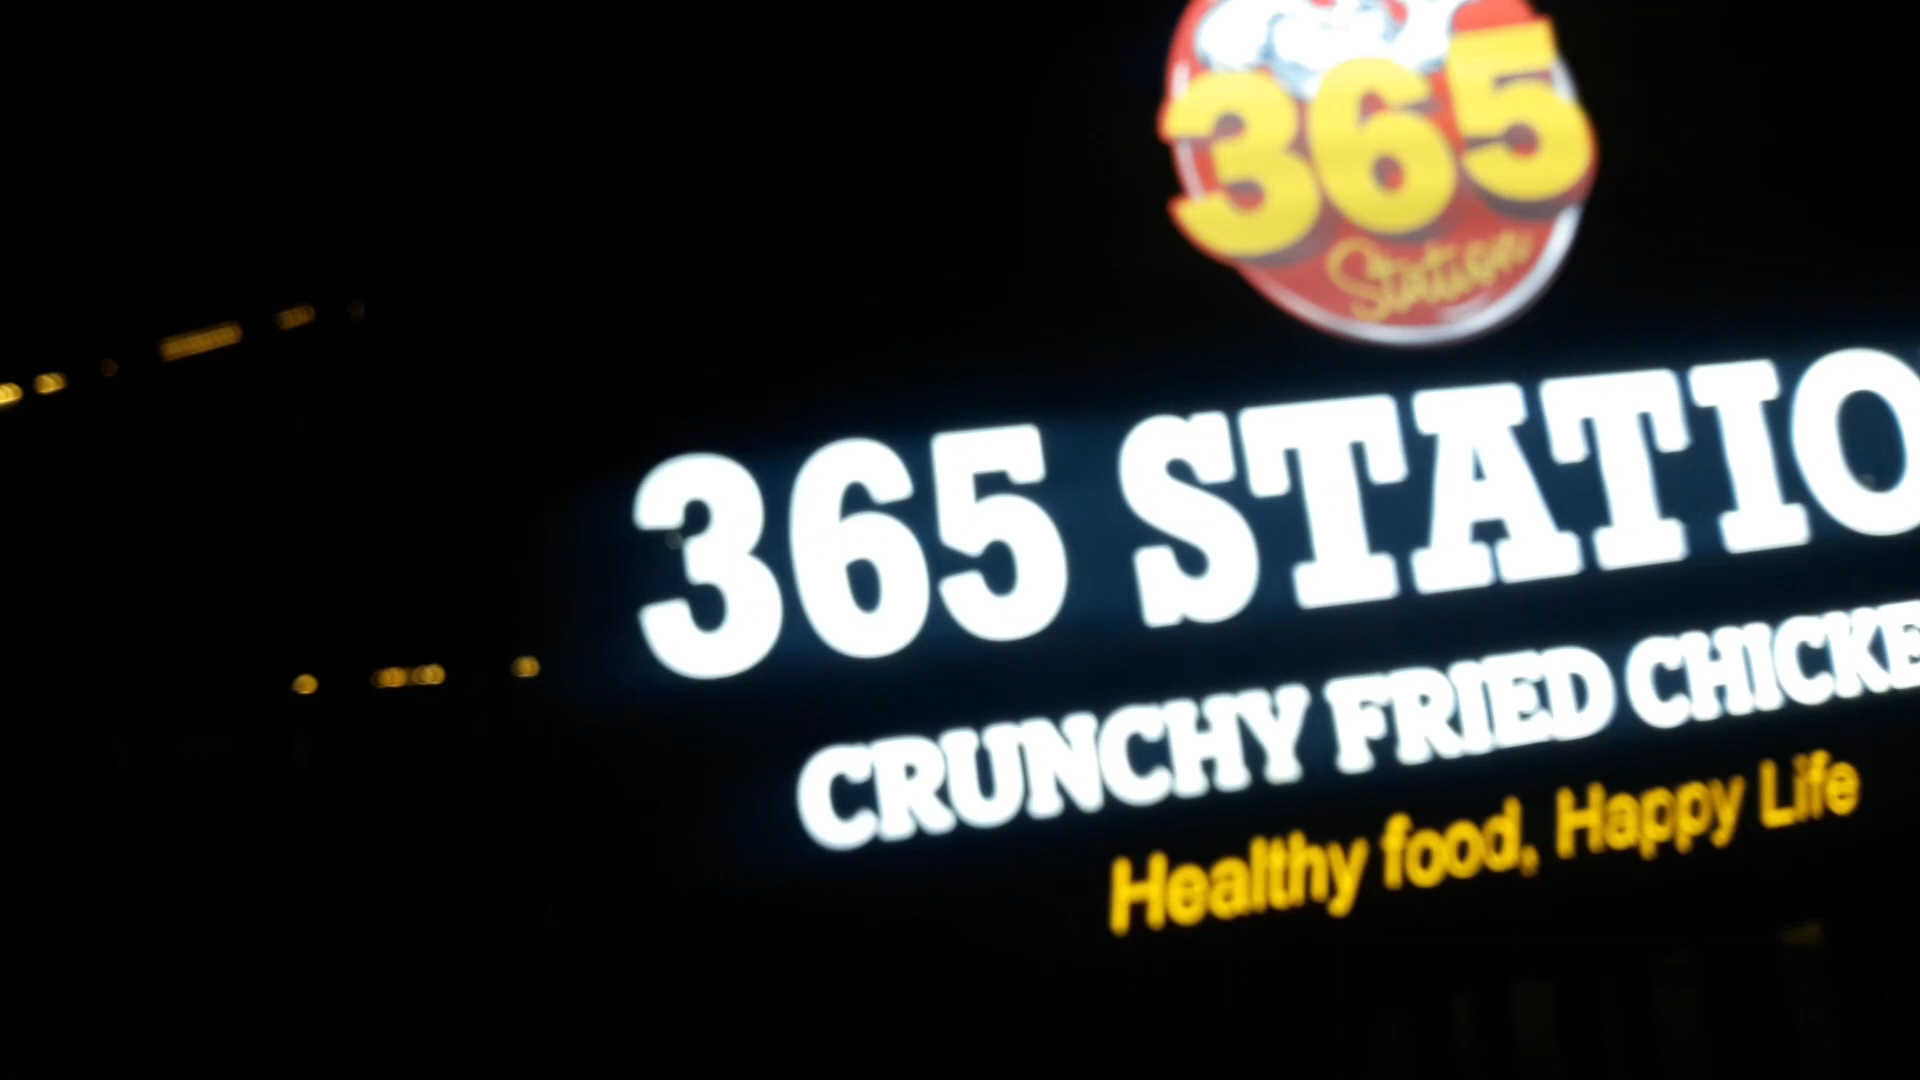 365
Station
365 STATIO
CRUNCHY FRIED CHICKE
Healthy food, Happy Life